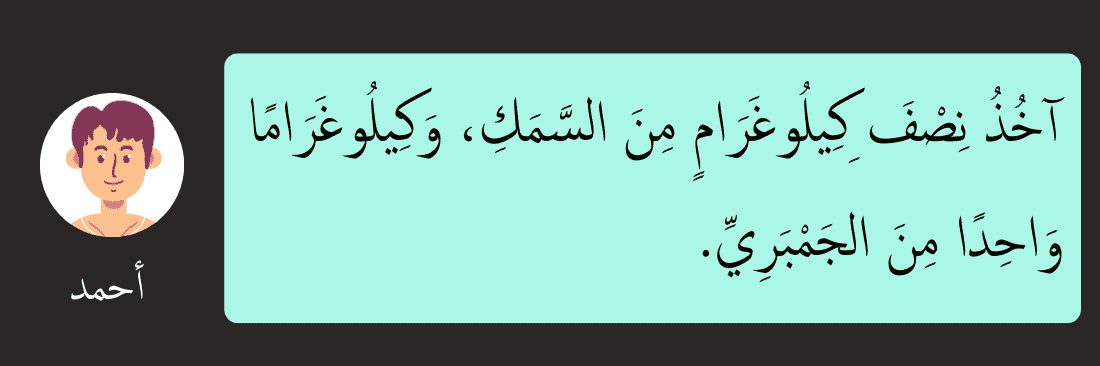 آخُذُ نِصْفَ ِكِيلُوغَرَامٍ مِنَ السَّمَكِ، وَكِيلُوغَرَامًا
وَاحِدًا مِنَ الجَمْبَرِيِّ.
أحمد